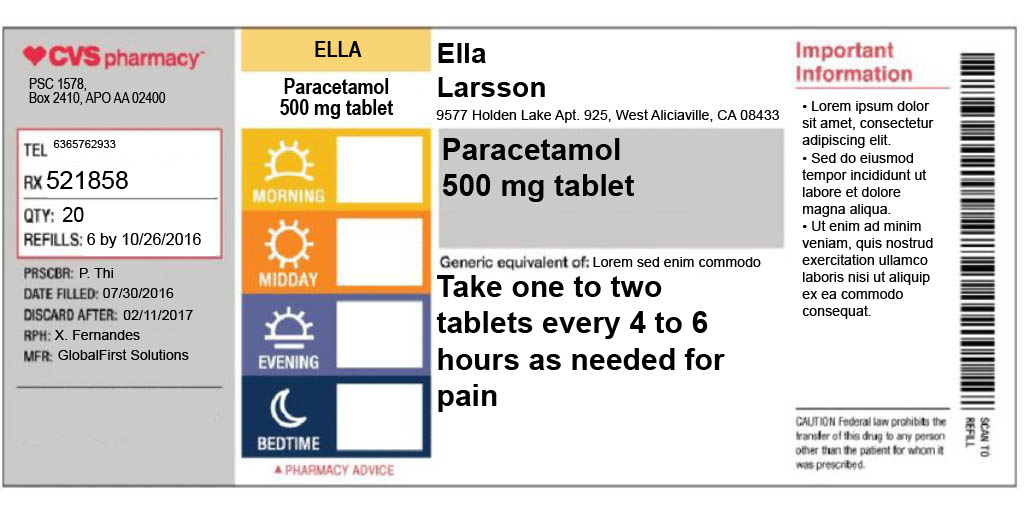 CVS pharmacy
PSC 1578,
Box 2410, APO AA 02400
TEL 6365762933
RX 521858
QTY: 20
REFILLS: 6 by 10/26/2016
PRSCBR: P. Thi
DATE FILLED: 07/30/2016
DISCARD AFTER: 02/11/2017
RPH: X. Fernandes
MFR: GlobalFirst Solutions
ELLA
Paracetamol
500 mg tablet
MORNING
MIDDAY
EVENING
BEDTIME
▲ PHARMACY ADVICE
Ella
Larsson
9577 Holden Lake Apt. 925, West Aliciaville, CA 08433
Paracetamol
500 mg tablet
Generic equivalent of: Lorem sed enim commodo
Take one to two
tablets every 4 to 6
hours as needed for
pain
Important
Information
• Lorem ipsum dolor
sit amet, consectetur
adipiscing elit.
• Sed do eiusmod
tempor incididunt ut
labore et dolore
magna aliqua.
• Ut enim ad minim
veniam, quis nostrud
exercitation ullamco
laboris nisi ut aliquip
ex ea commodo
consequat.
CAUTION Federal law prohibits the
transfer of this drug to any person
other than the patient for whom it
was prescribed.
SCAN TO
REFILL